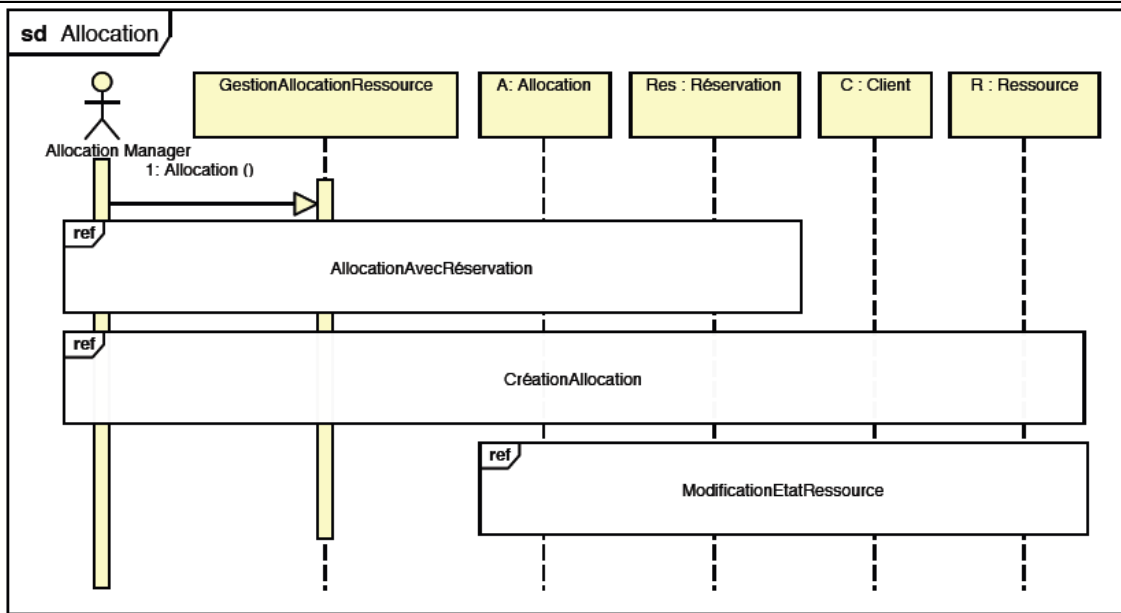 sd Allocation
GestionAllocationRessource
A: Allocation
Res : Réservation
C : Client
R : Ressource
Allocation Manager
1: Allocation ()
ref
AllocationAvecRéservation
ref
CréationAllocation
ref
ModificationEtatRessource